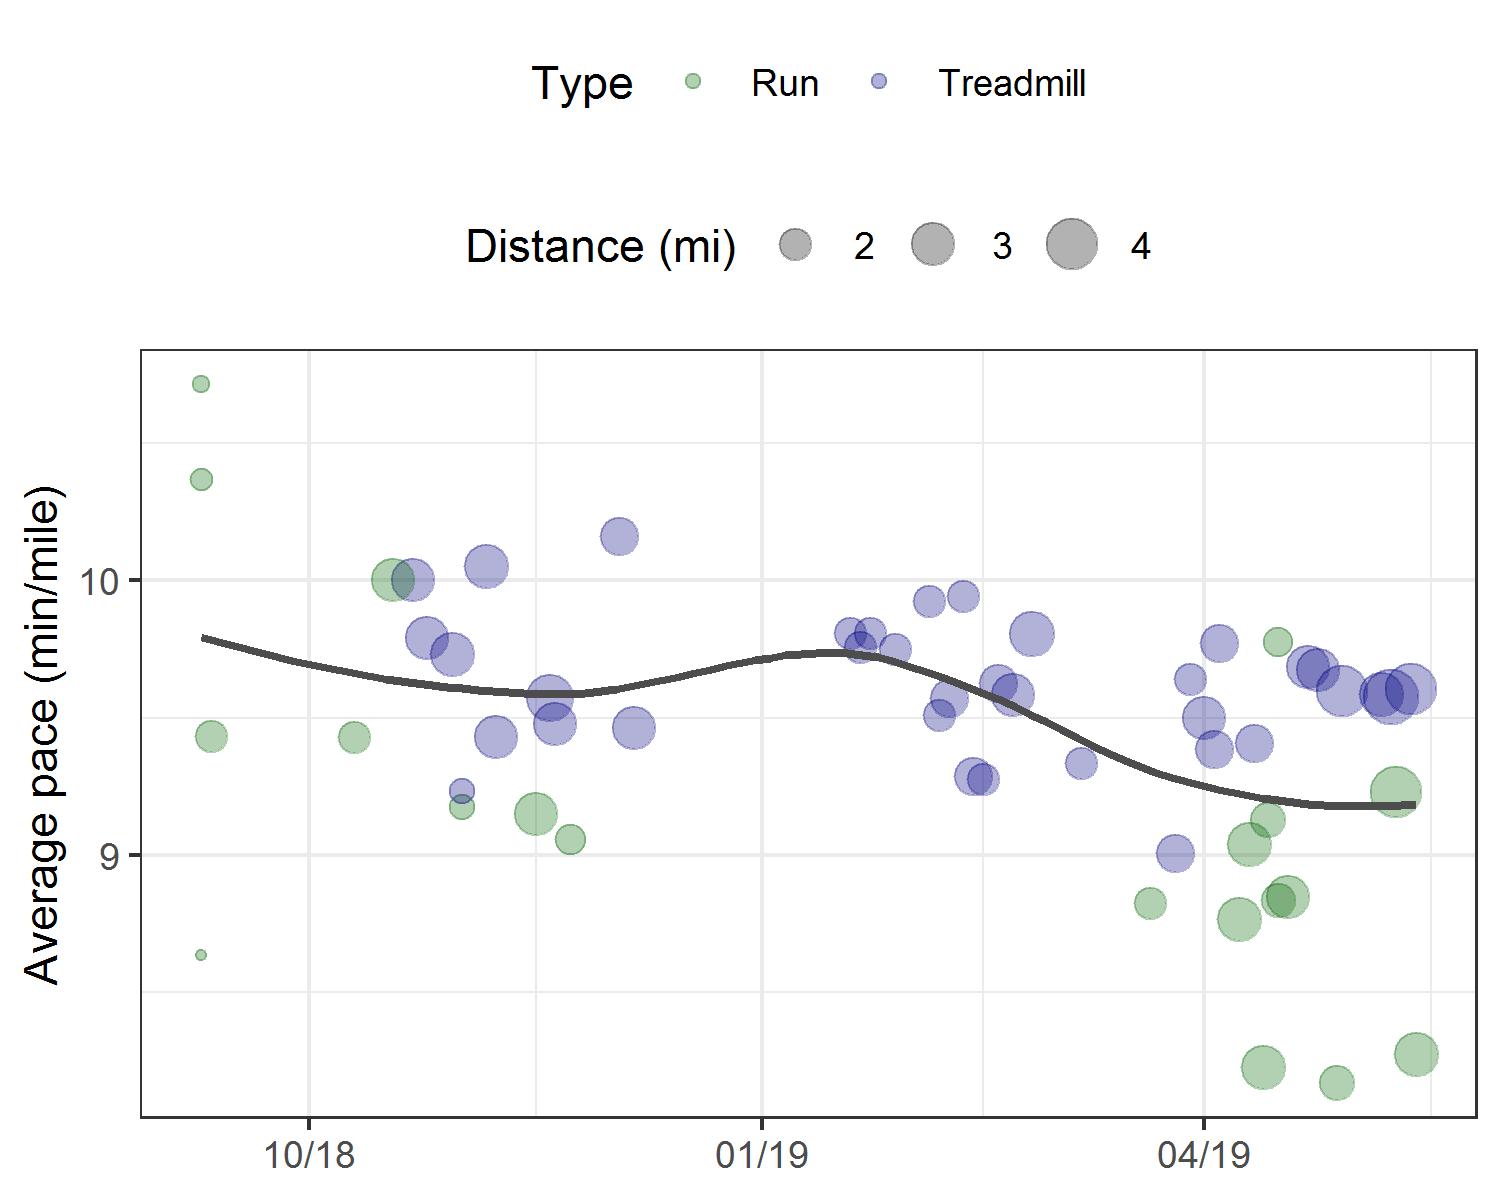 Type Run Treadmill
Distance (mi) 2 3 4
Average pace (min/mile)
10
9
10/18 01/19 04/19